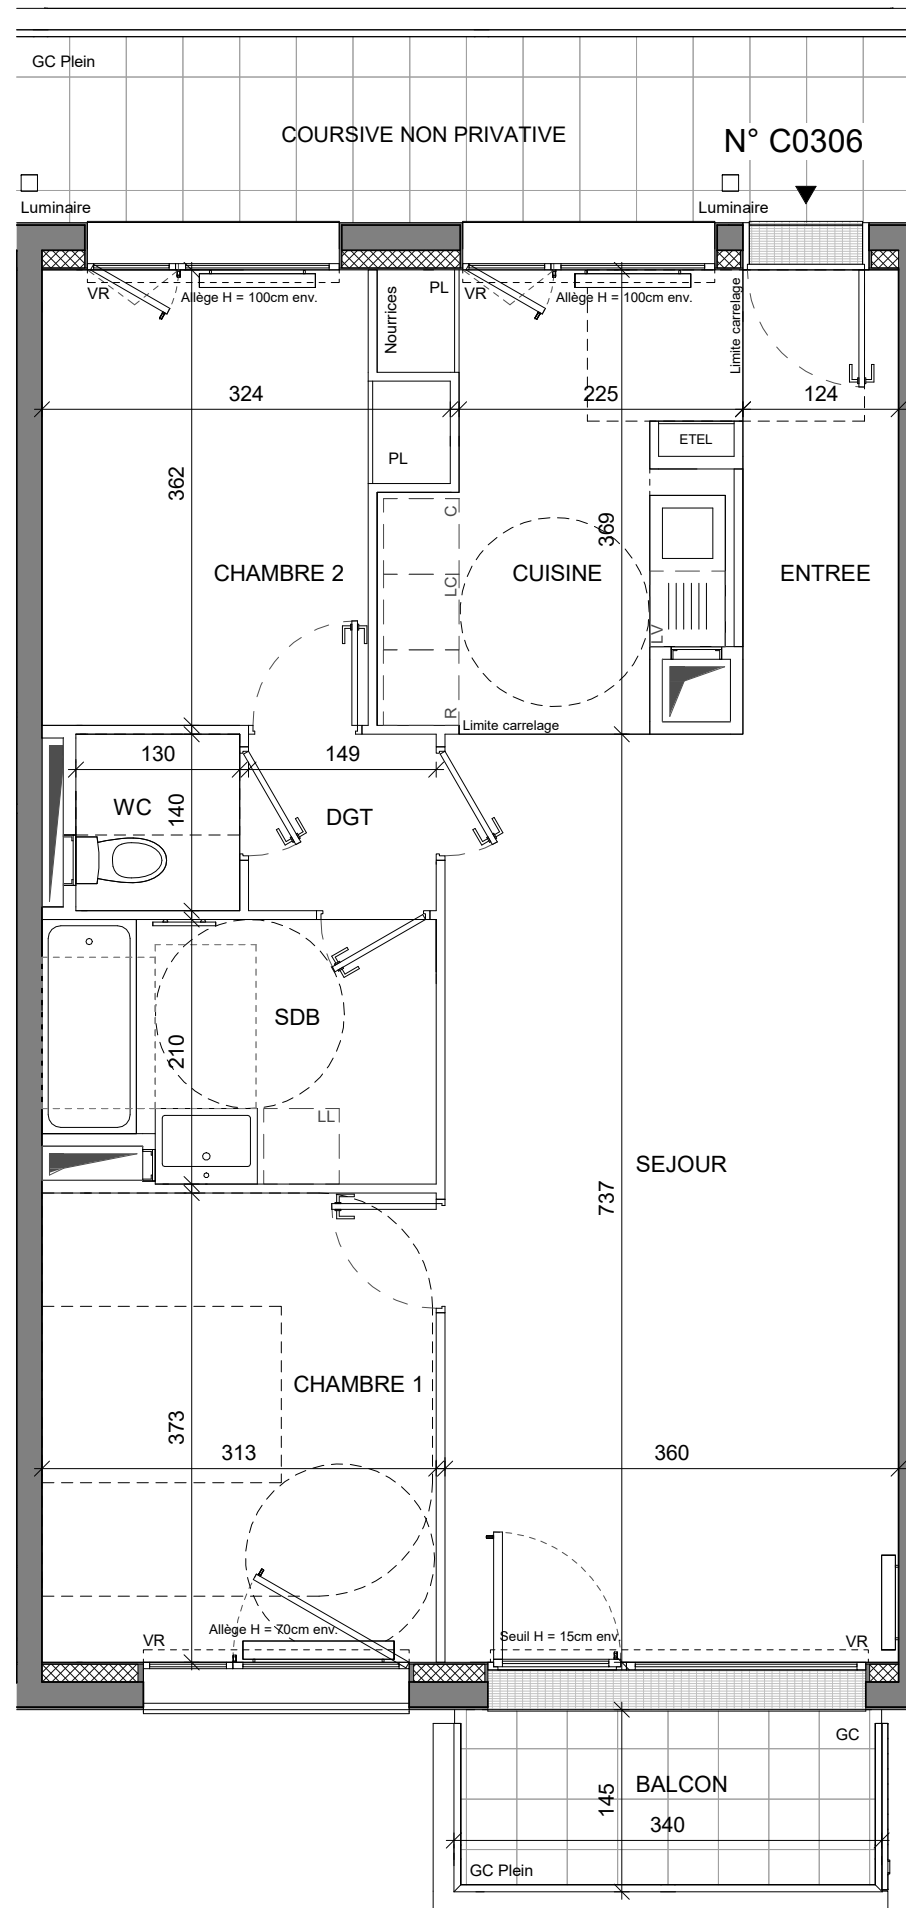 GC Plein
COURSIVE NON PRIVATIVE
N° C0306
Luminaire
Luminaire
VR
Allège H = 100cm env.
Nourrices
PL
VR
Allège H = 100cm env.
Limite carrelage
324
225
124
PL
ETEL
362
369
C
CHAMBRE 2
CUISINE
ENTREE
LC
LV
R
Limite carrelage
130
149
WC
140
DGT
SDB
210
LL
SEJOUR
737
CHAMBRE 1
373
313
360
VR
Allège H = 70cm env.
Seuil H = 15cm env
VR
GC
BALCON
145
340
GC Plein